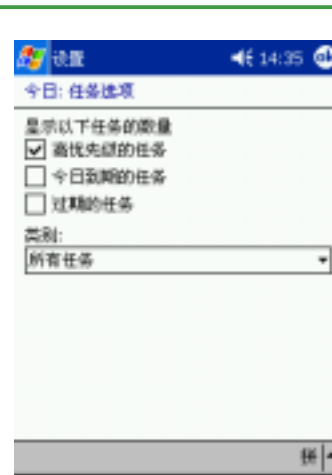 设置 14:35 ok
今日: 任务选项
显示以下任务的数量
高优先级的任务
今日到期的任务
过期的任务
类别:
所有任务
拼